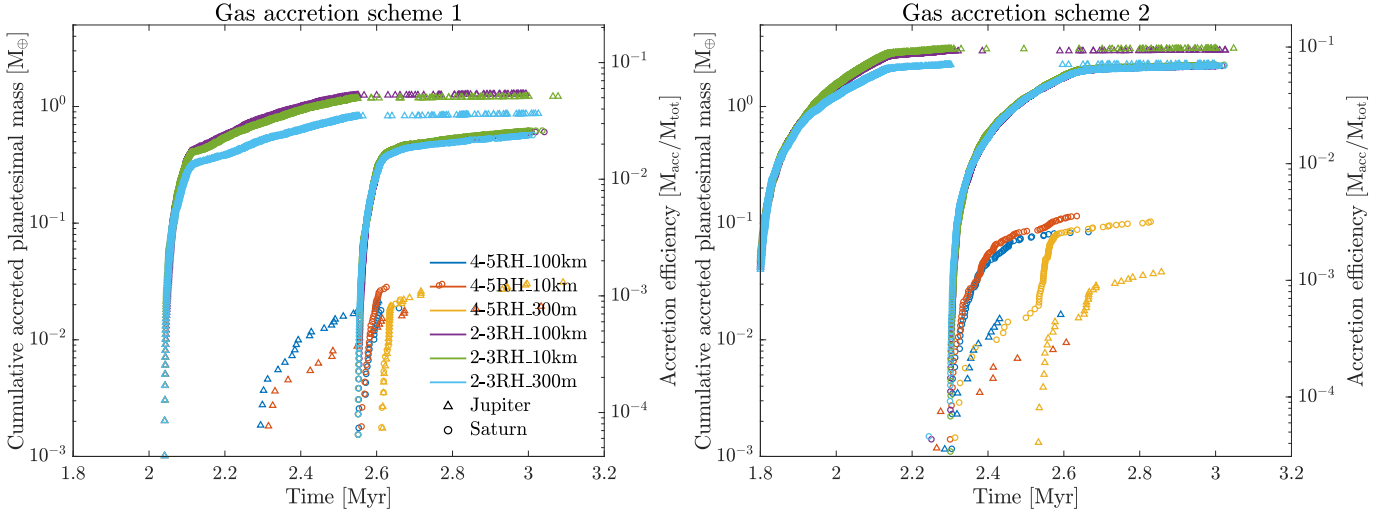 Gas accretion scheme 1
Cumulative accreted planetesimal mass [M⊕]
10⁰
10⁻¹
10⁻²
10⁻³
1.8
2
2.2
2.4
2.6
2.8
3
3.2
Time [Myr]
10⁻¹
10⁻²
10⁻³
10⁻⁴
Accretion efficiency [M_acc/M_tot]
4-5RH_100km
4-5RH_10km
4-5RH_300m
2-3RH_100km
2-3RH_10km
2-3RH_300m
Jupiter
Saturn
Gas accretion scheme 2
Cumulative accreted planetesimal mass [M⊕]
10⁰
10⁻¹
10⁻²
10⁻³
1.8
2
2.2
2.4
2.6
2.8
3
3.2
Time [Myr]
10⁻¹
10⁻²
10⁻³
10⁻⁴
Accretion efficiency [M_acc/M_tot]